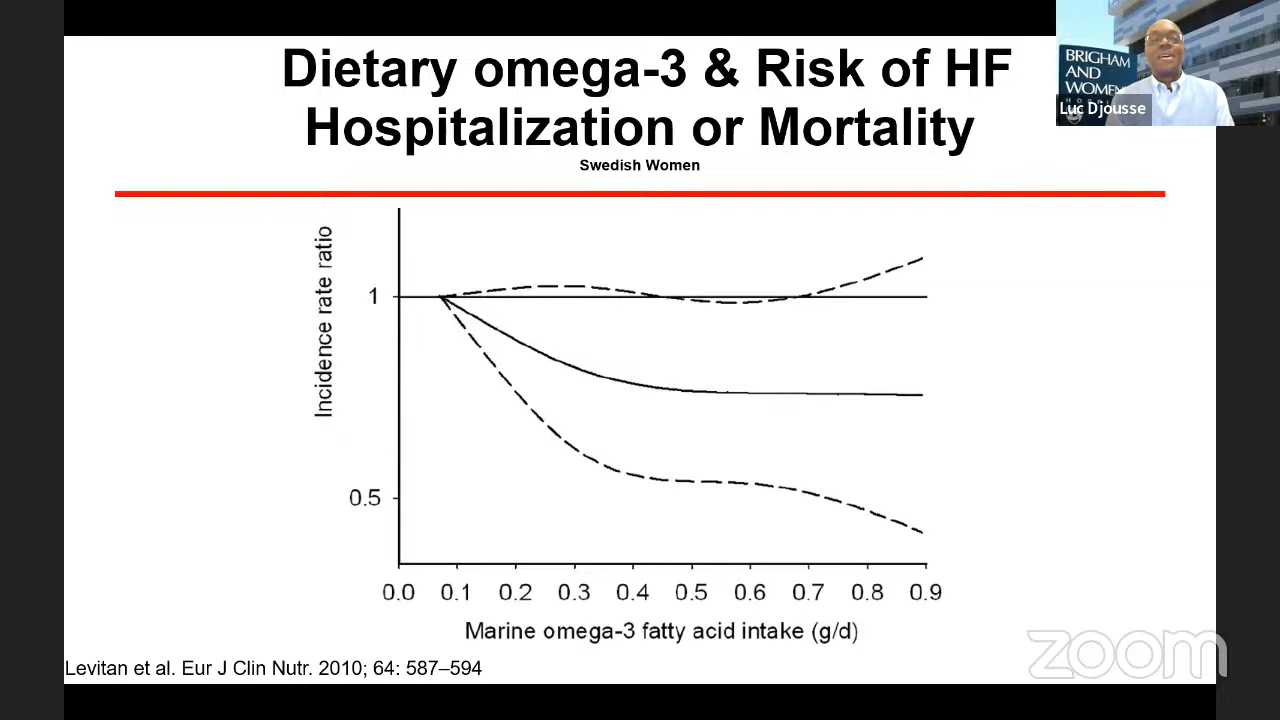 Dietary omega-3 & Risk of HF
Hospitalization or Mortality
Swedish Women
BRIGHAM
AND
WOMEN
Luc Djousse
Incidence rate ratio
1
0.5
0.0 0.1 0.2 0.3 0.4 0.5 0.6 0.7 0.8 0.9
Marine omega-3 fatty acid intake (g/d)
Levitan et al. Eur J Clin Nutr. 2010; 64: 587–594
zoom